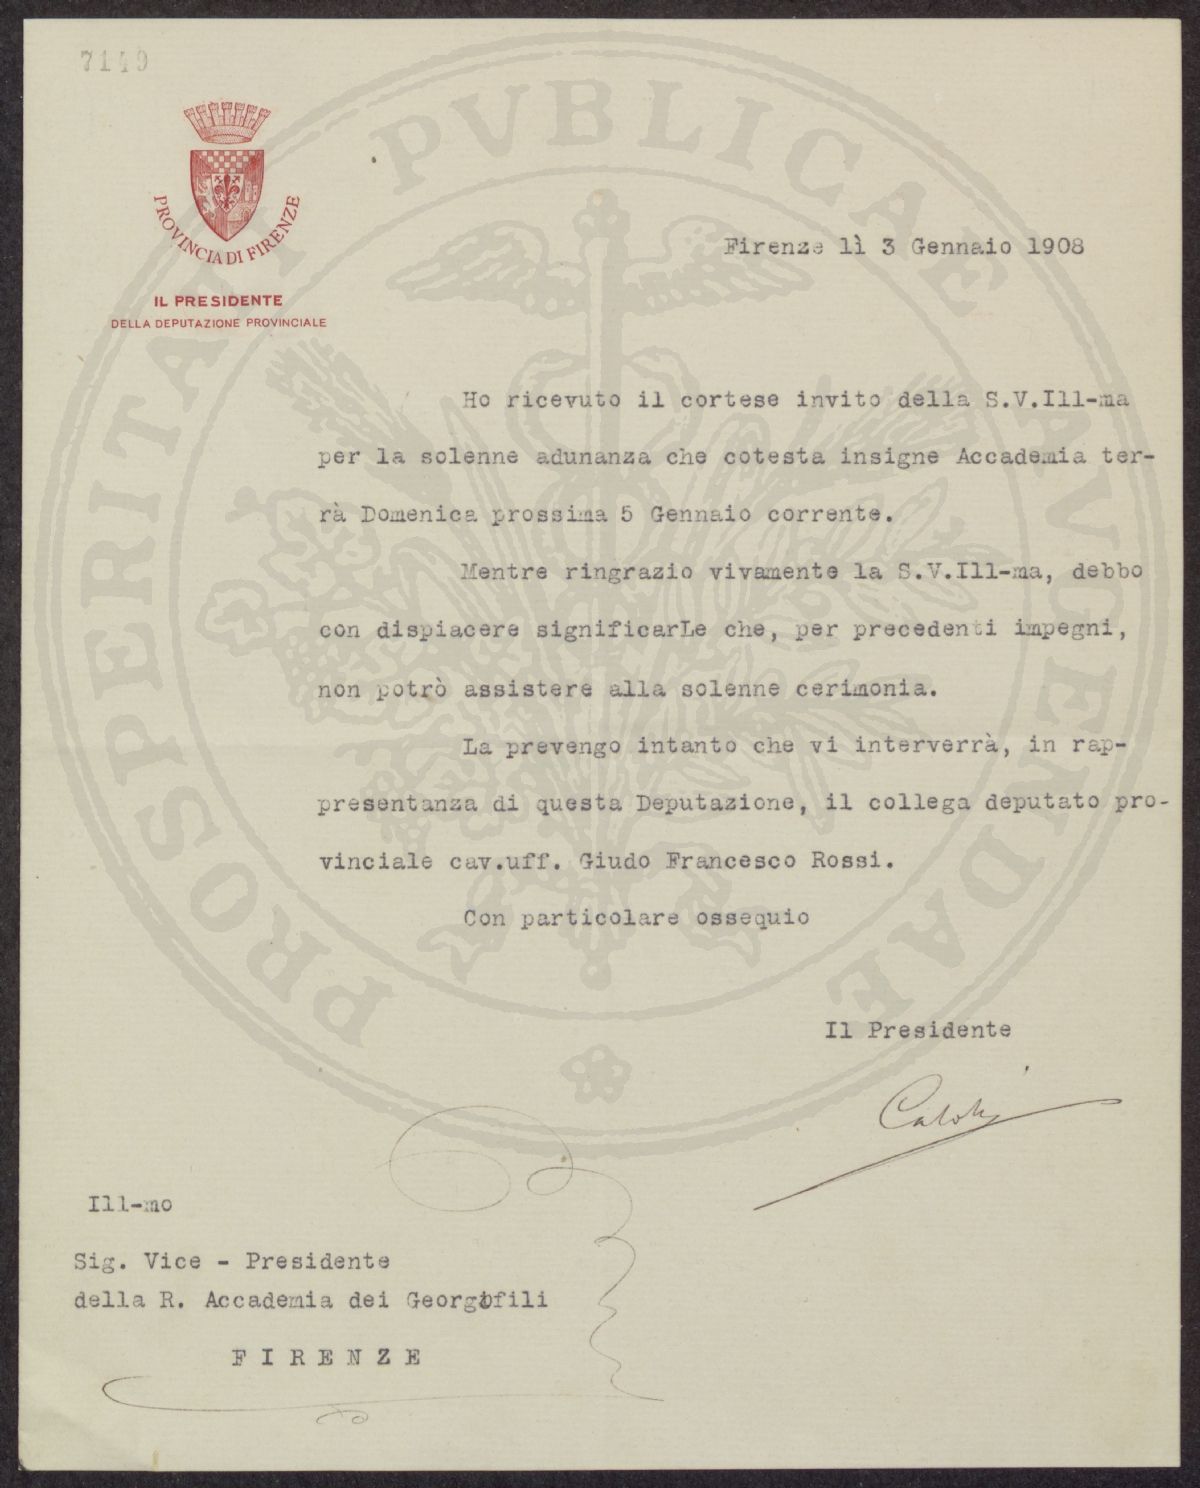 7149
PROVINCIA DI FIRENZE
IL PRESIDENTE
DELLA DEPUTAZIONE PROVINCIALE
Firenze lì 3 Gennaio 1908
Ho ricevuto il cortese invito della S.V.Ill-ma
per la solenne adunanza che cotesta insigne Accademia ter-
rà Domenica prossima 5 Gennaio corrente.
Mentre ringrazio vivamente la S.V.Ill-ma, debbo
con dispiacere significarLe che, per precedenti impegni,
non potrò assistere alla solenne cerimonia.
La prevengo intanto che vi interverrà, in rap-
presentanza di questa Deputazione, il collega deputato pro-
vinciale cav.uff. Giudo Francesco Rossi.
Con particolare ossequio
Il Presidente
Ill-mo
Sig. Vice - Presidente
della R. Accademia dei Georgofili
FIRENZE
PROSPERITATI PVBLICAE AVGENDAE